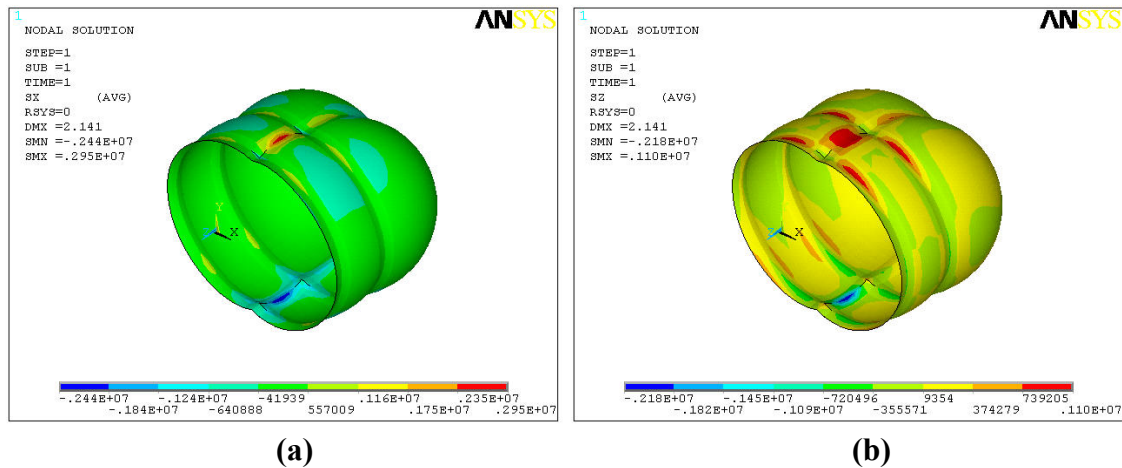 1
ANSYS
NODAL SOLUTION
STEP=1
SUB =1
TIME=1
SX (AVG)
RSYS=0
DMX =2.141
SMN =-.244E+07
SMX =.295E+07
Y
Z X
-.244E+07 -.124E+07 -41939 .116E+07 .235E+07
-.184E+07 -640888 557009 .175E+07 .295E+07
(a)
1
ANSYS
NODAL SOLUTION
STEP=1
SUB =1
TIME=1
SZ (AVG)
RSYS=0
DMX =2.141
SMN =-.218E+07
SMX =.110E+07
Z X
-.218E+07 -.145E+07 -720496 9354 739205
-.182E+07 -.109E+07 -355571 374279 .110E+07
(b)